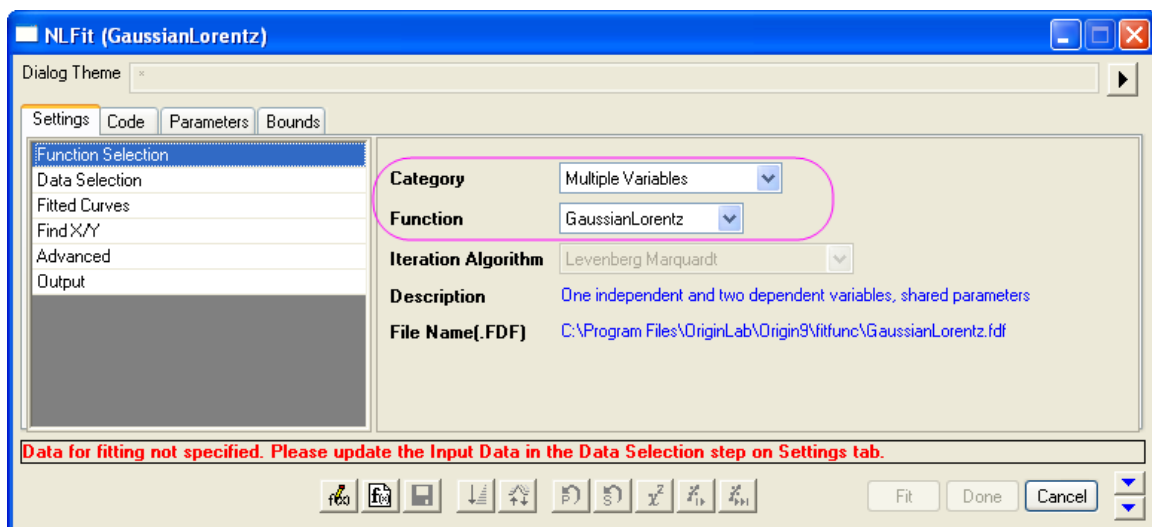 NLFit (GaussianLorentz)
Dialog Theme *
Settings Code Parameters Bounds
Function Selection
Data Selection
Fitted Curves
Find X/Y
Advanced
Output
Category Multiple Variables
Function GaussianLorentz
Iteration Algorithm Levenberg Marquardt
Description One independent and two dependent variables, shared parameters
File Name(.FDF) C:\Program Files\OriginLab\Origin9\fitfunc\GaussianLorentz.fdf
Data for fitting not specified. Please update the Input Data in the Data Selection step on Settings tab.
Fit Done Cancel